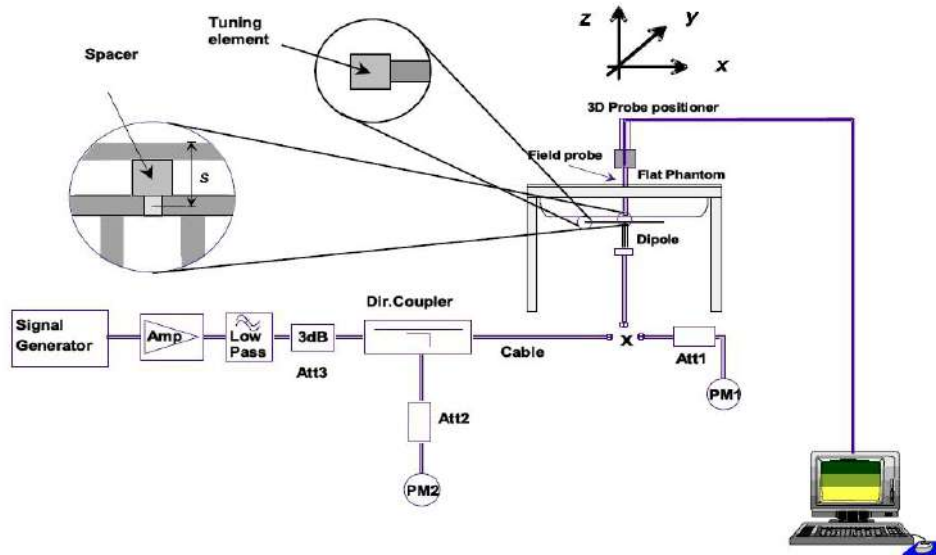 Tuning
element
Spacer
s
z
y
x
3D Probe positioner
Field probe
Flat Phantom
Dipole
Dir.Coupler
Signal
Generator
Amp
Low
Pass
3dB
Att3
Cable
x
Att1
PM1
Att2
PM2